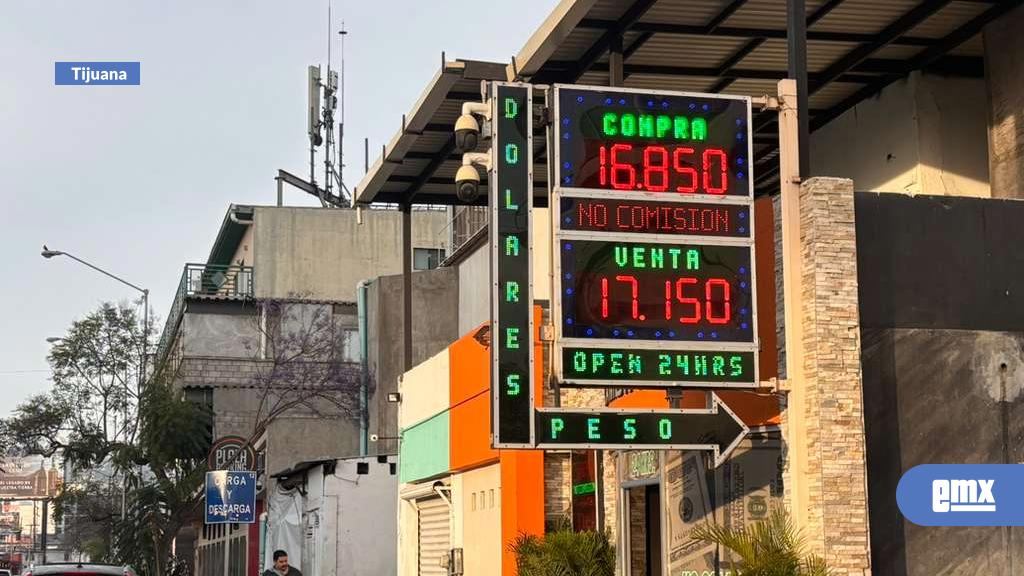 Tijuana
DOLARES
COMPRA
16.850
NO COMISION
VENTA
17.150
OPEN 24HRS
PESO
CARGA
Y
DESCARGA
emx